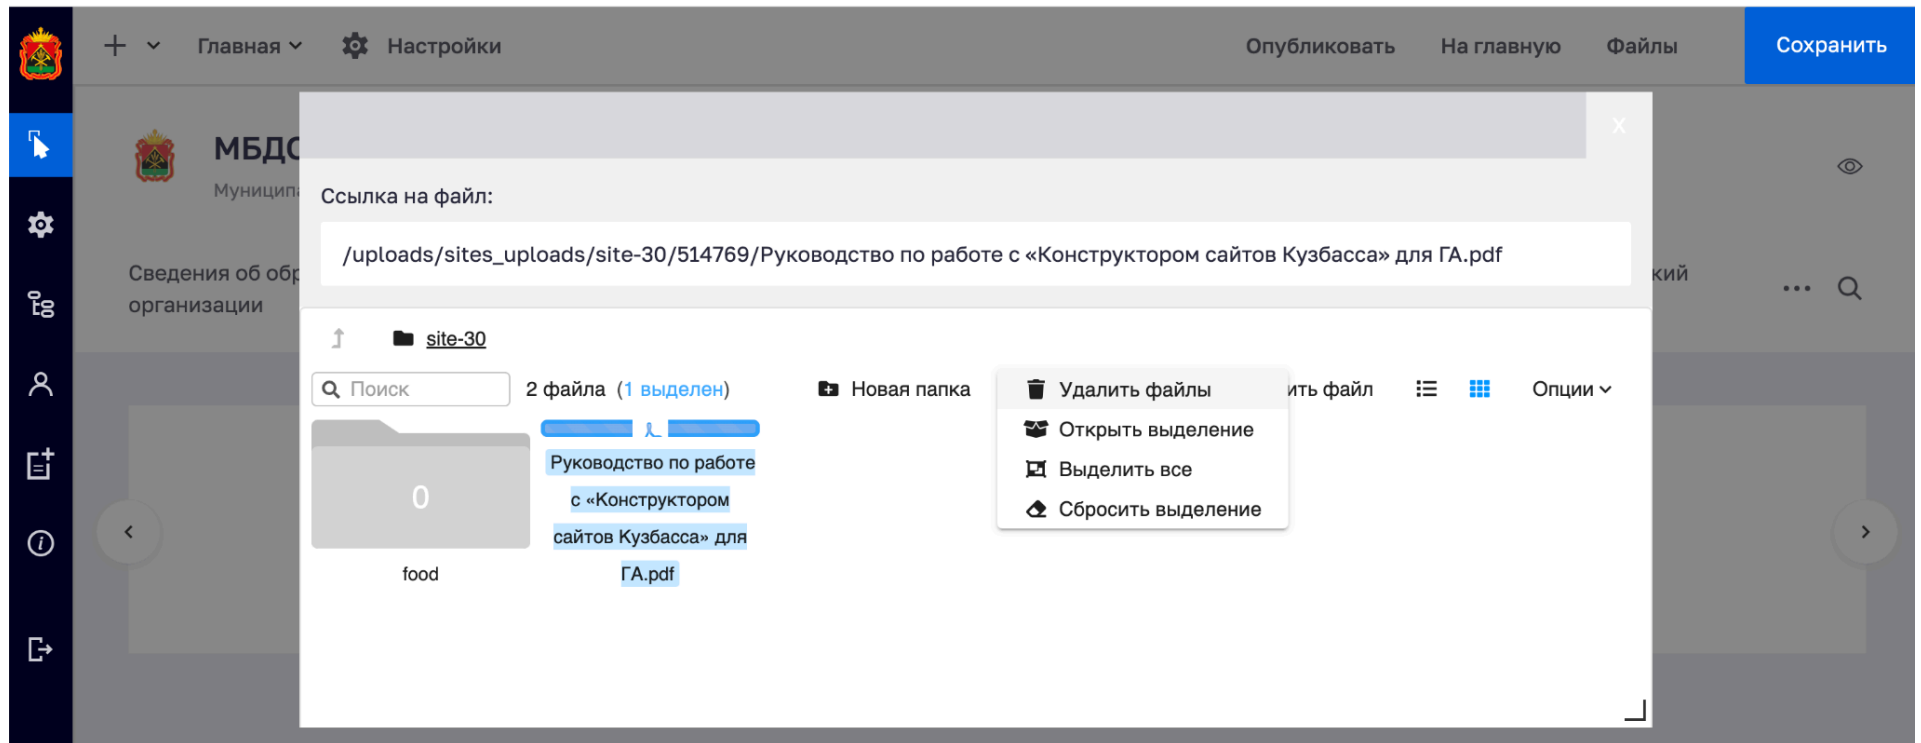 Главная
Настройки
Опубликовать
На главную
Файлы
Сохранить
Муницип
Сведения об обр
организации
кий
X
Ссылка на файл:
/uploads/sites_uploads/site-30/514769/Руководство по работе с «Конструктором сайтов Кузбасса» для ГА.pdf
site-30
Поиск
2 файла (1 выделен)
Новая папка
ить файл
Опции
Удалить файлы
Открыть выделение
Выделить все
Сбросить выделение
0
food
Руководство по работе
с «Конструктором
сайтов Кузбасса» для
ГА.pdf